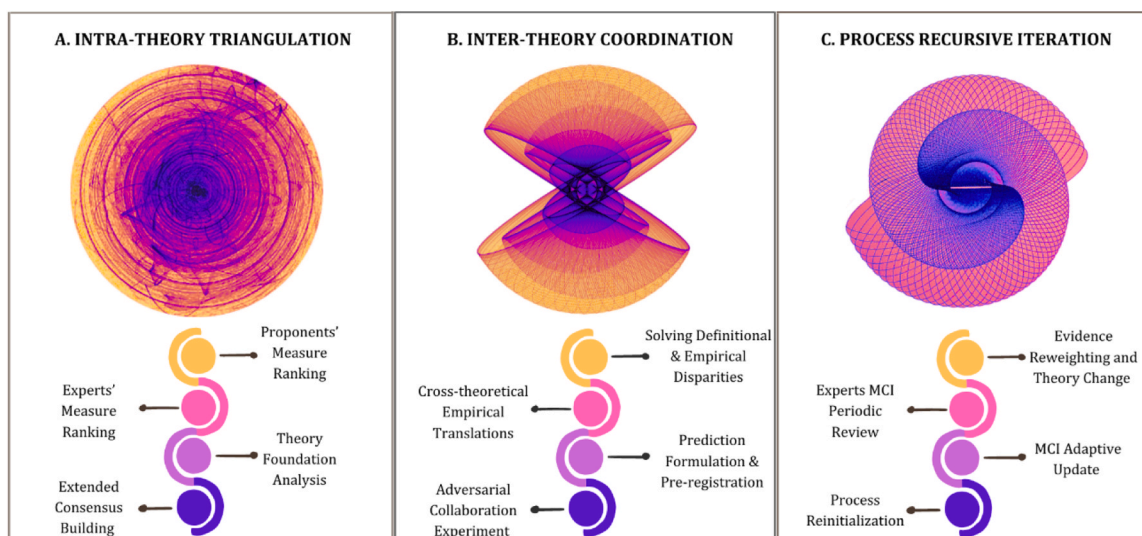 A. INTRA-THEORY TRIANGULATION
Proponents’
Measure
Ranking
Experts’
Measure
Ranking
Theory
Foundation
Analysis
Extended
Consensus
Building
B. INTER-THEORY COORDINATION
Solving Definitional
& Empirical
Disparities
Cross-theoretical
Empirical
Translations
Prediction
Formulation &
Pre-registration
Adversarial
Collaboration
Experiment
C. PROCESS RECURSIVE ITERATION
Evidence
Reweighting and
Theory Change
Experts MCI
Periodic
Review
MCI Adaptive
Update
Process
Reinitialization